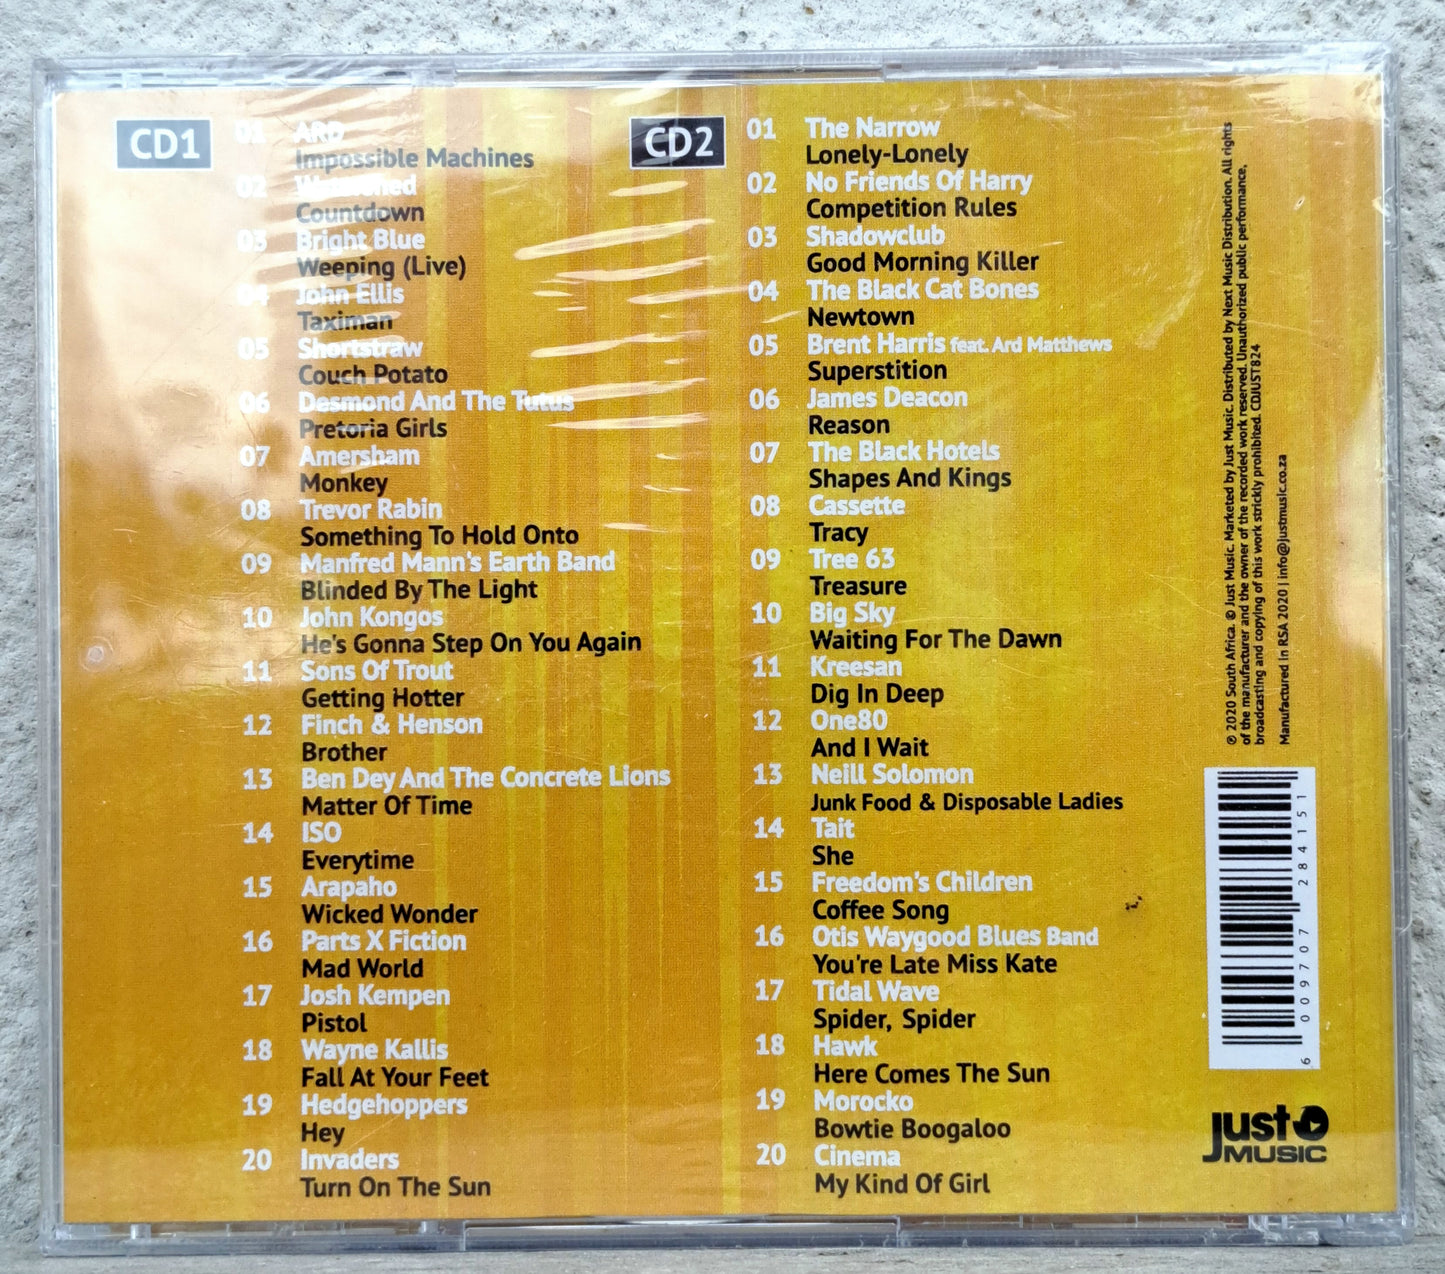 CD1
01 ARD
Impossible Machines
02 Watershed
Countdown
03 Bright Blue
Weeping (Live)
04 John Ellis
Taximan
05 Shortstraw
Couch Potato
06 Desmond And The Tutus
Pretoria Girls
07 Amersham
Monkey
08 Trevor Rabin
Something To Hold Onto
09 Manfred Mann's Earth Band
Blinded By The Light
10 John Kongos
He's Gonna Step On You Again
11 Sons Of Trout
Getting Hotter
12 Finch & Henson
Brother
13 Ben Dey And The Concrete Lions
Matter Of Time
14 ISO
Everytime
15 Arapaho
Wicked Wonder
16 Parts X Fiction
Mad World
17 Josh Kempen
Pistol
18 Wayne Kallis
Fall At Your Feet
19 Hedgehoppers
Hey
20 Invaders
Turn On The Sun
CD2
01 The Narrow
Lonely-Lonely
02 No Friends Of Harry
Competition Rules
03 Shadowclub
Good Morning Killer
04 The Black Cat Bones
Newtown
05 Brent Harris feat. Ard Matthews
Superstition
06 James Deacon
Reason
07 The Black Hotels
Shapes And Kings
08 Cassette
Tracy
09 Tree 63
Treasure
10 Big Sky
Waiting For The Dawn
11 Kreesan
Dig In Deep
12 One80
And I Wait
13 Neill Solomon
Junk Food & Disposable Ladies
14 Tait
She
15 Freedom's Children
Coffee Song
16 Otis Waygood Blues Band
You're Late Miss Kate
17 Tidal Wave
Spider, Spider
18 Hawk
Here Comes The Sun
19 Morocko
Bowtie Boogaloo
20 Cinema
My Kind Of Girl
℗ 2020 South Africa. © Just Music. Marketed by Just Music. Distributed by Next Music Distribution. All rights
of the manufacturer and the owner of the recorded work reserved. Unauthorized public performance,
broadcasting and copying of this work strictly prohibited. CDJUST824
Manufactured in RSA 2020 | info@justmusic.co.za
6 009707 284151
just
MUSIC